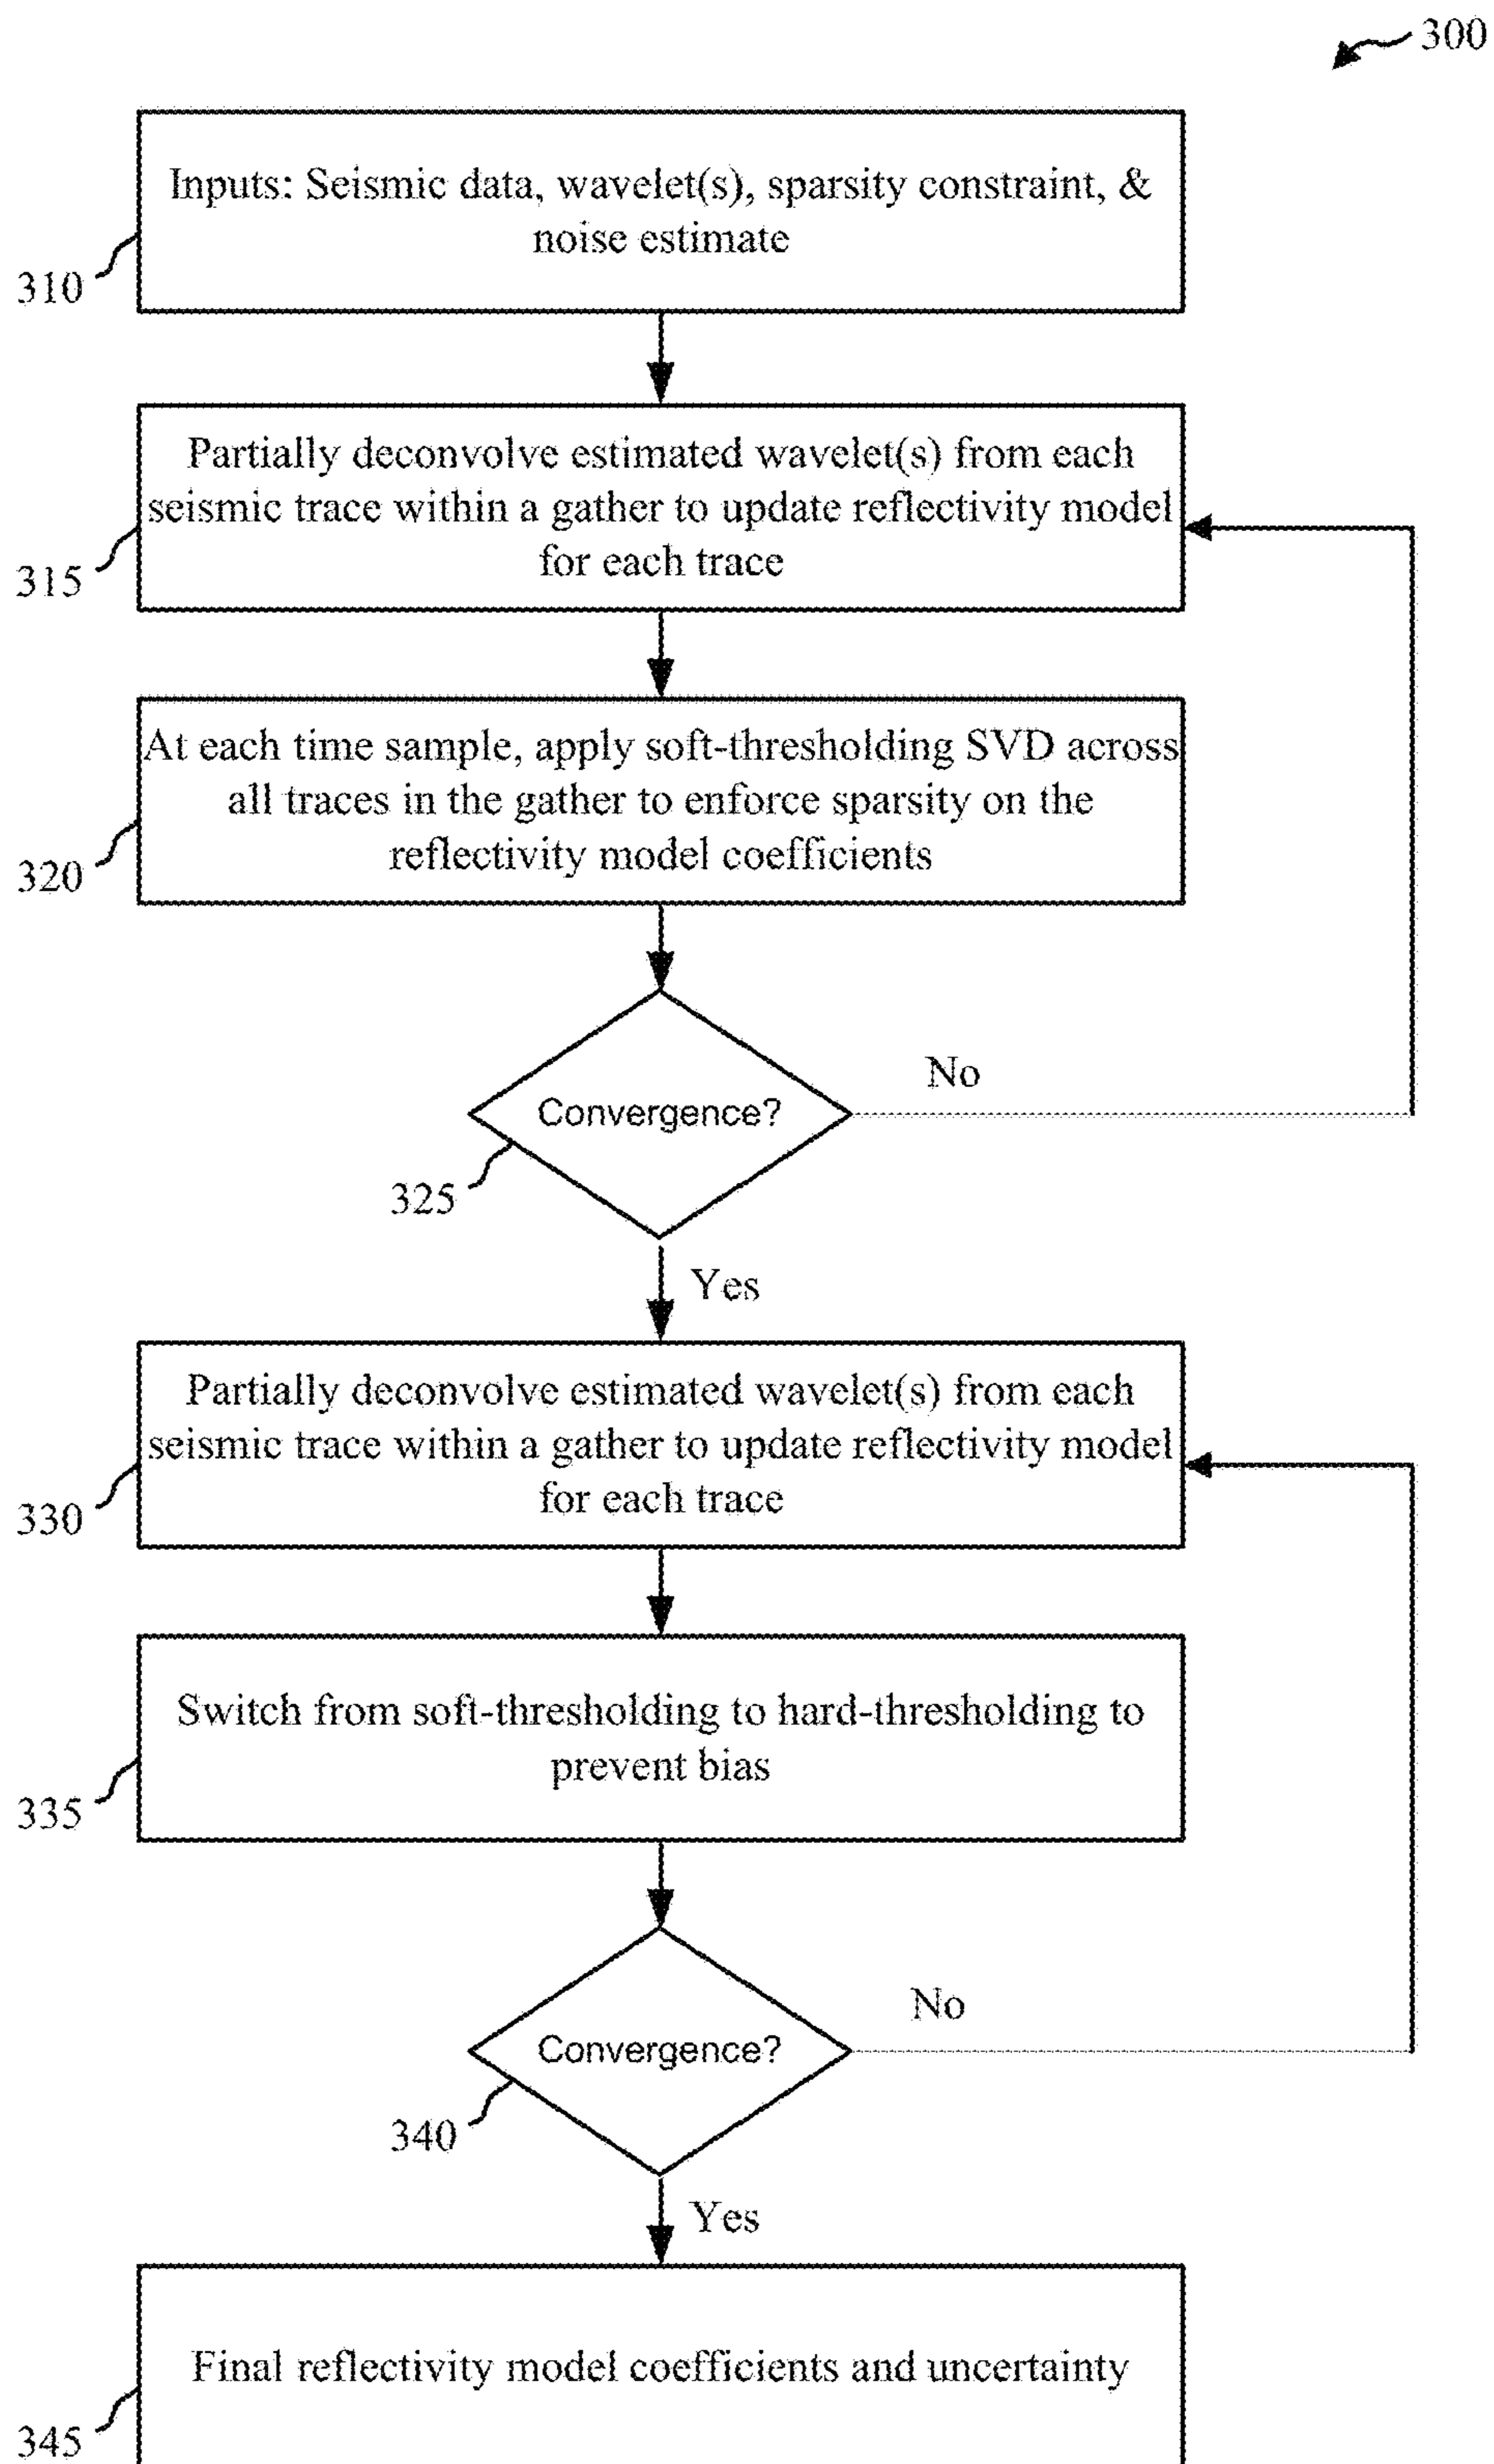 300
Inputs: Seismic data, wavelet(s), sparsity constraint, &
noise estimate
310
Partially deconvolve estimated wavelet(s) from each
seismic trace within a gather to update reflectivity model
for each trace
315
At each time sample, apply soft-thresholding SVD across
all traces in the gather to enforce sparsity on the
reflectivity model coefficients
320
No
Convergence?
325
Yes
Partially deconvolve estimated wavelet(s) from each
seismic trace within a gather to update reflectivity model
for each trace
330
Switch from soft-thresholding to hard-thresholding to
prevent bias
335
No
Convergence?
340
Yes
Final reflectivity model coefficients and uncertainty
345